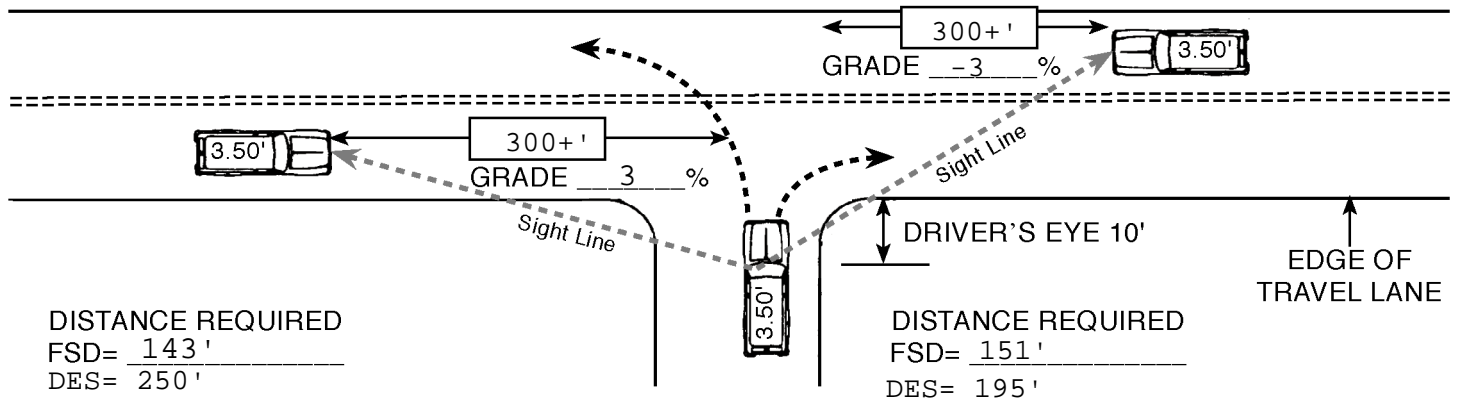 300+'
3.50'
GRADE -3 %
3.50'
300+'
GRADE 3 %
Sight Line
Sight Line
DRIVER'S EYE 10'
3.50'
EDGE OF
TRAVEL LANE
DISTANCE REQUIRED
FSD= 143'
DES= 250'
DISTANCE REQUIRED
FSD= 151'
DES= 195'